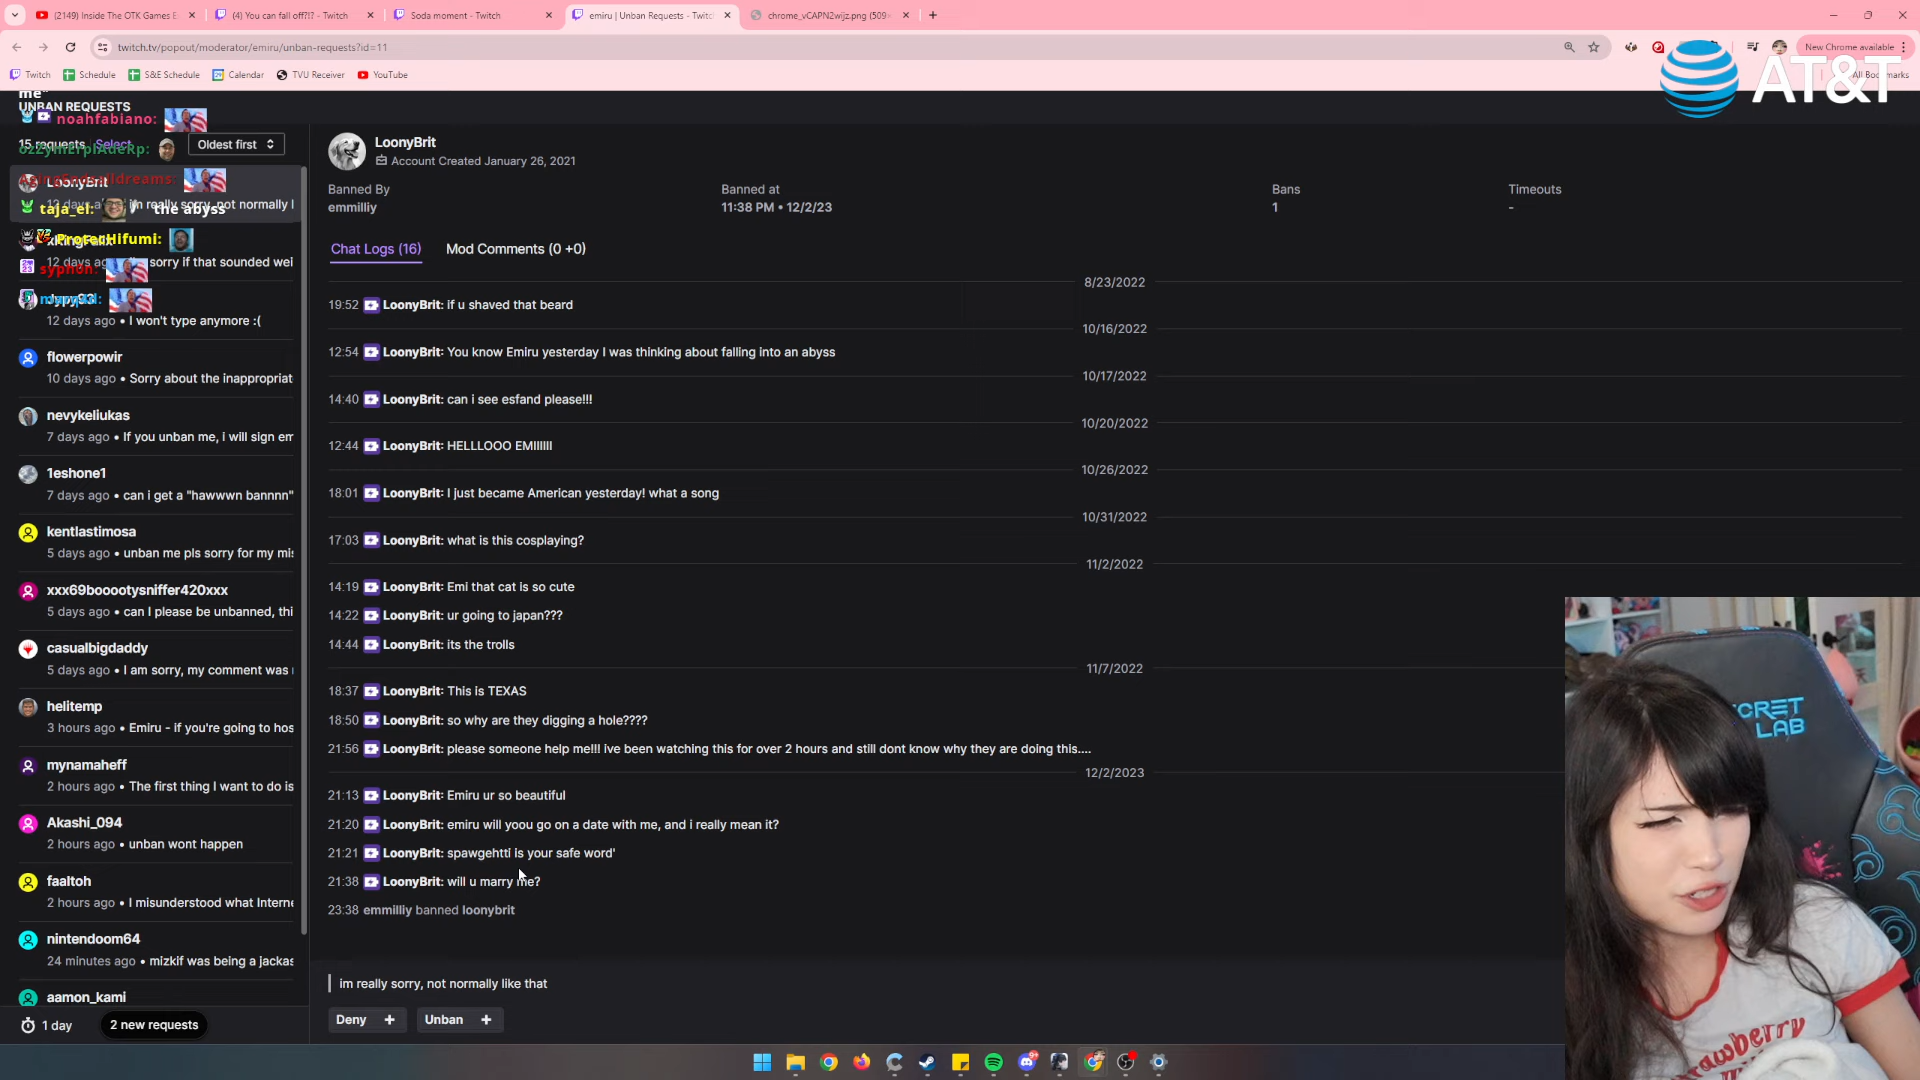 (2149) Inside The OTK Games E
(4) You can fall off?!? - Twitch
Soda moment - Twitch
emiru | Unban Requests - Twitc
chrome_vCAPN2wijz.png (509×
twitch.tv/popout/moderator/emiru/unban-requests?id=11
New Chrome available
Twitch
Schedule
S&E Schedule
Calendar
TVU Receiver
YouTube
All Bookmarks
AT&T
me"
UNBAN REQUESTS
noahfabiano:
15 requests
Select
Oldest first
LoonyBrit
12 days a
im really sorry, not normally l
taja_el:
the abyss
ProtecHifumi:
12 days ago
sorry if that sounded wei
syphon:
Jypy93
12 days ago • I won't type anymore :(
flowerpowir
10 days ago • Sorry about the inappropriat
nevykeliukas
7 days ago • If you unban me, i will sign em
1eshone1
7 days ago • can i get a "hawwwn bannnn"
kentlastimosa
5 days ago • unban me pls sorry for my mis
xxx69booootysniffer420xxx
5 days ago • can I please be unbanned, thi
casualbigdaddy
5 days ago • I am sorry, my comment was
helitemp
3 hours ago • Emiru - if you're going to hos
mynamaheff
2 hours ago • The first thing I want to do is
Akashi_094
2 hours ago • unban wont happen
faaltoh
2 hours ago • I misunderstood what Interne
nintendoom64
24 minutes ago • mizkif was being a jackas
aamon_kami
1 day
2 new requests
LoonyBrit
Account Created January 26, 2021
Banned By
emmilliy
Banned at
11:38 PM • 12/2/23
Bans
1
Timeouts
-
Chat Logs (16)
Mod Comments (0 +0)
8/23/2022
19:52 LoonyBrit: if u shaved that beard
10/16/2022
12:54 LoonyBrit: You know Emiru yesterday I was thinking about falling into an abyss
10/17/2022
14:40 LoonyBrit: can i see esfand please!!!
10/20/2022
12:44 LoonyBrit: HELLLOOO EMIIIIII
10/26/2022
18:01 LoonyBrit: I just became American yesterday! what a song
10/31/2022
17:03 LoonyBrit: what is this cosplaying?
11/2/2022
14:19 LoonyBrit: Emi that cat is so cute
14:22 LoonyBrit: ur going to japan???
14:44 LoonyBrit: its the trolls
11/7/2022
18:37 LoonyBrit: This is TEXAS
18:50 LoonyBrit: so why are they digging a hole????
21:56 LoonyBrit: please someone help me!!! ive been watching this for over 2 hours and still dont know why they are doing this....
12/2/2023
21:13 LoonyBrit: Emiru ur so beautiful
21:20 LoonyBrit: emiru will yoou go on a date with me, and i really mean it?
21:21 LoonyBrit: spawgehtti is your safe word'
21:38 LoonyBrit: will u marry me?
23:38 emmilliy banned loonybrit
im really sorry, not normally like that
Deny +
Unban +
CRET
LAB